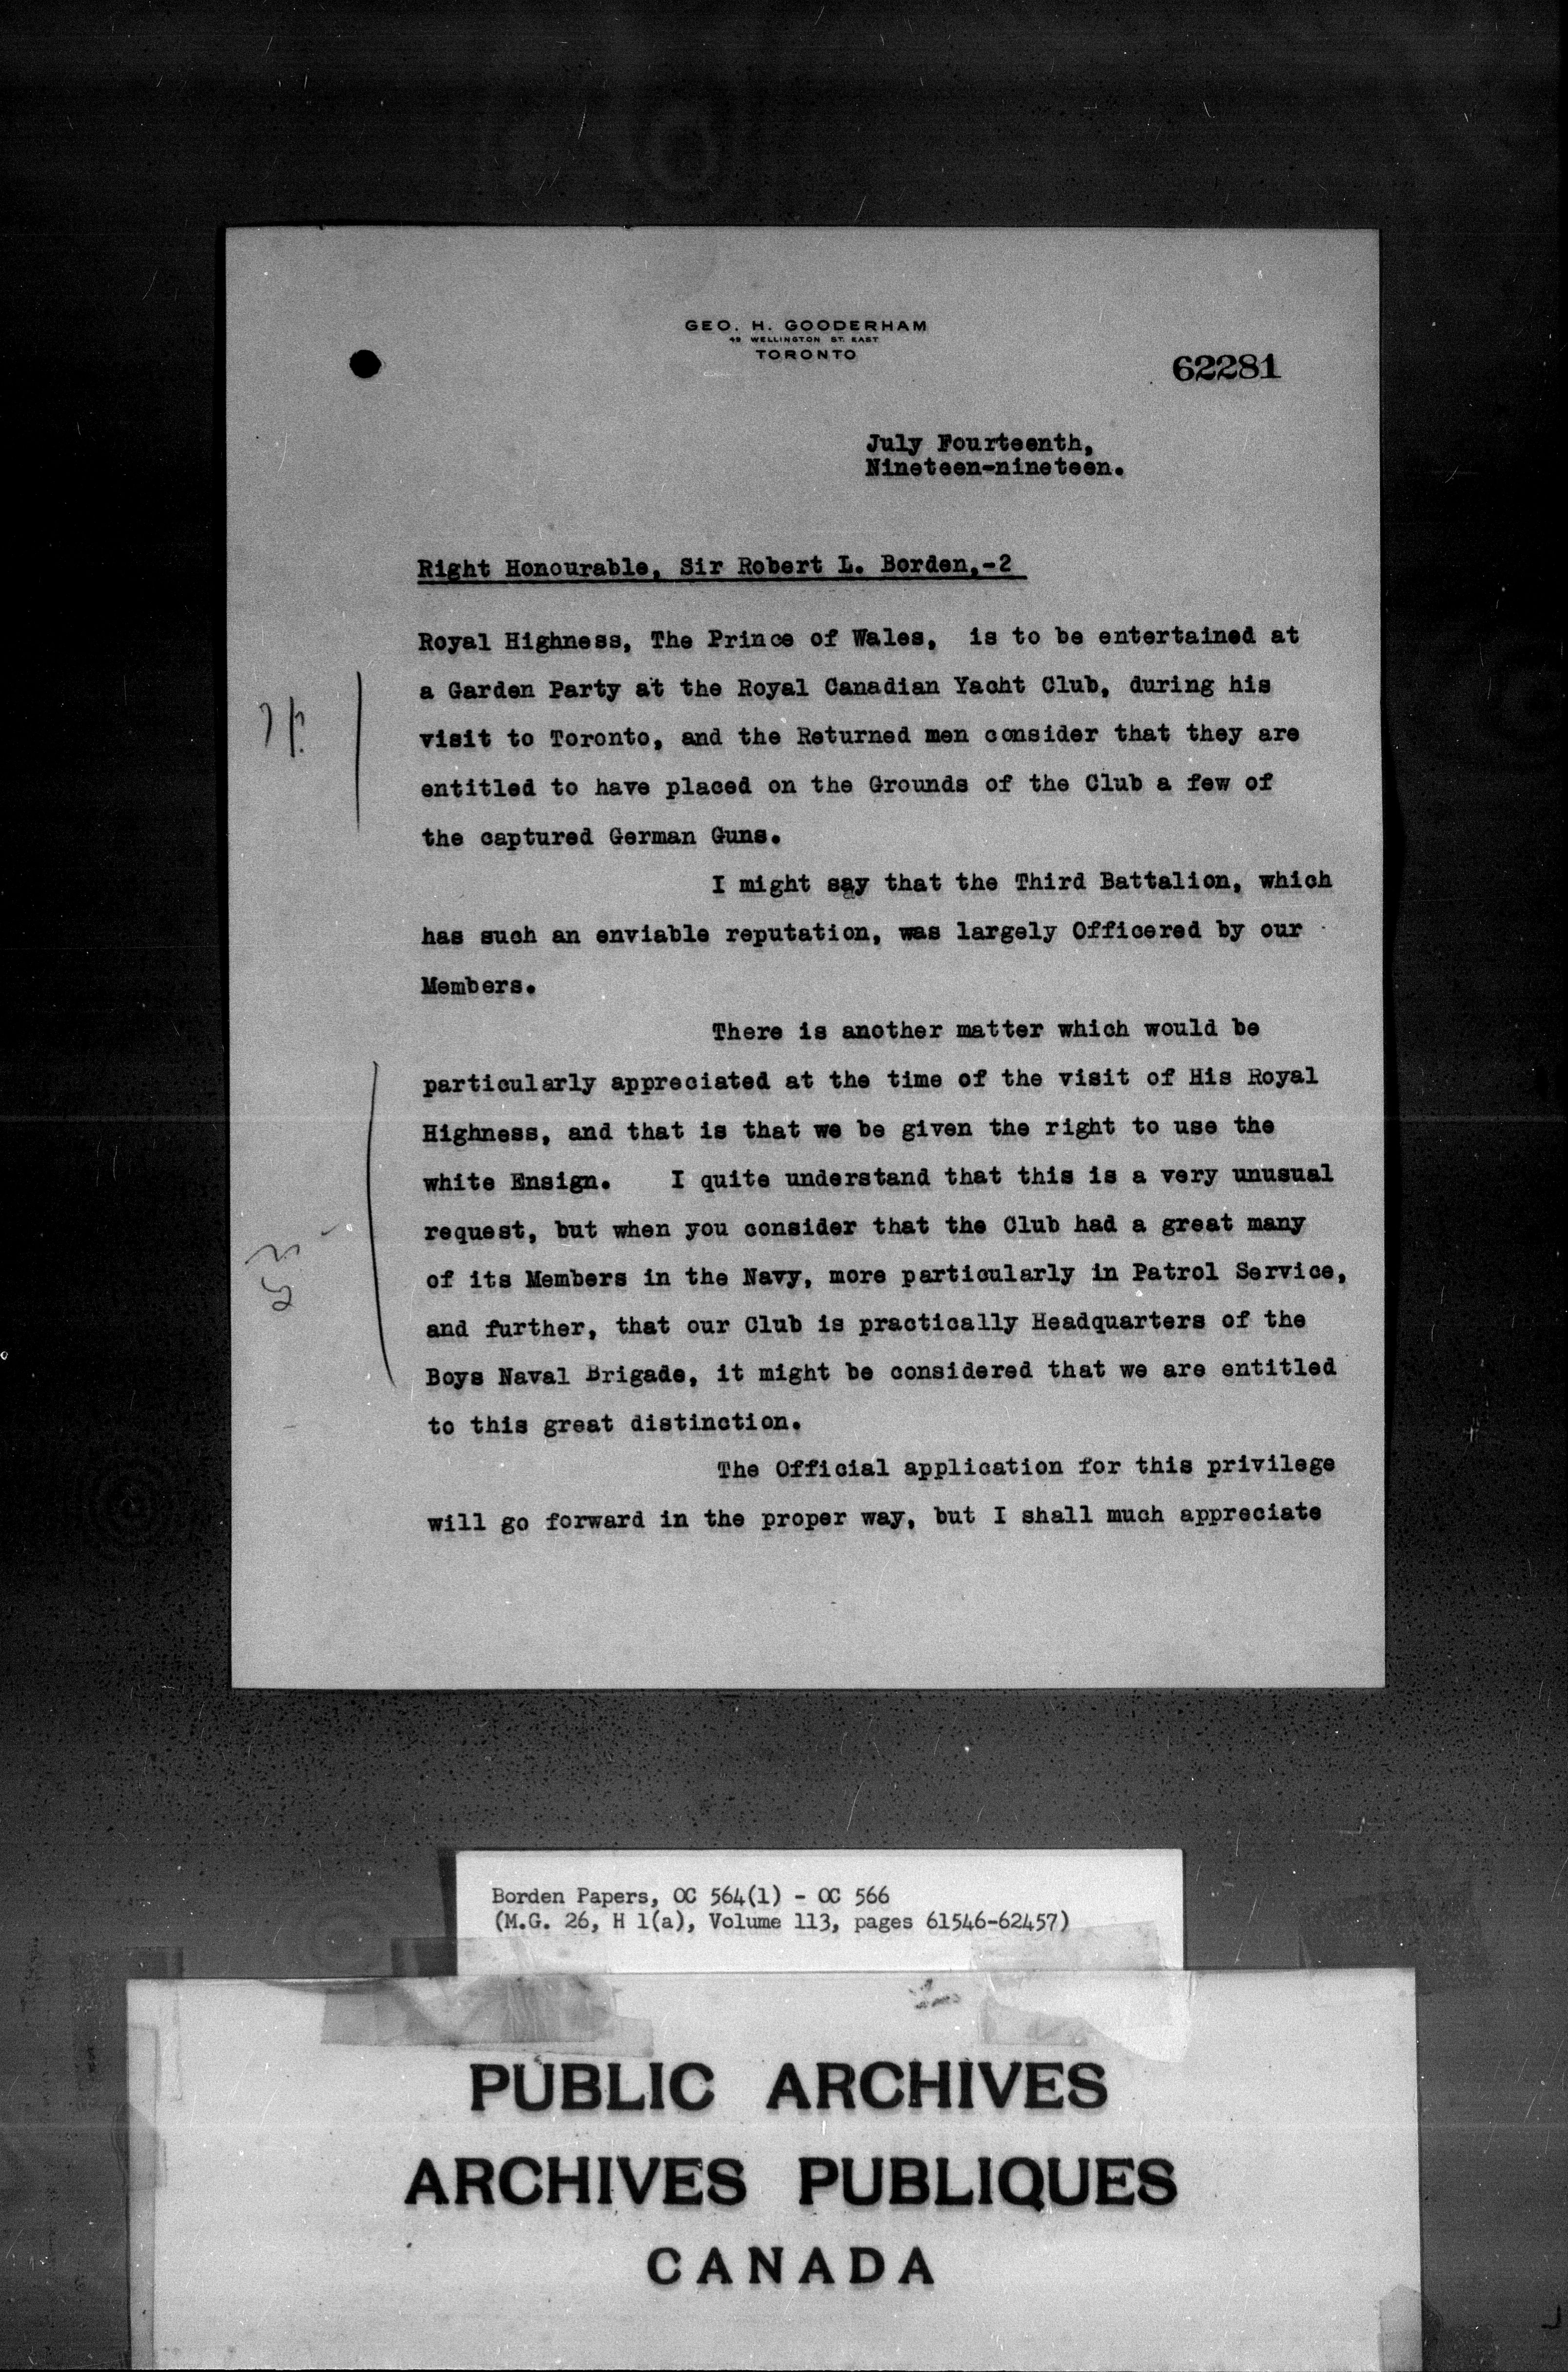 GEO. H. GOODERHAM
49 WELLINGTON ST. EAST
TORONTO
62281
July Fourteenth,
Nineteen-nineteen.
Right Honourable, Sir Robert L. Borden,-2
Royal Highness, The Prince of Wales, is to be entertained at
a Garden Party at the Royal Canadian Yacht Club, during his
visit to Toronto, and the Returned men consider that they are
entitled to have placed on the Grounds of the Club a few of
the captured German Guns.
I might say that the Third Battalion, which
has such an enviable reputation, was largely Officered by our
Members.
There is another matter which would be
particularly appreciated at the time of the visit of His Royal
Highness, and that is that we be given the right to use the
white Ensign. I quite understand that this is a very unusual
request, but when you consider that the Club had a great many
of its Members in the Navy, more particularly in Patrol Service,
and further, that our Club is practically Headquarters of the
Boys Naval Brigade, it might be considered that we are entitled
to this great distinction.
The Official application for this privilege
will go forward in the proper way, but I shall much appreciate
Borden Papers, OC 564(1) - OC 566
(M.G. 26, H 1(a), Volume 113, pages 61546-62457)
PUBLIC ARCHIVES
ARCHIVES PUBLIQUES
CANADA